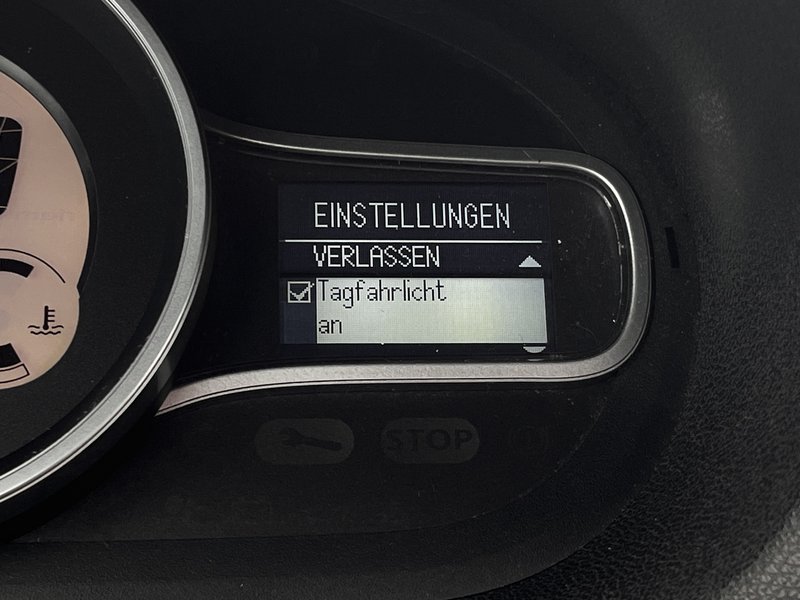 EINSTELLUNGEN
VERLASSEN
Tagfahrlicht
an
STOP